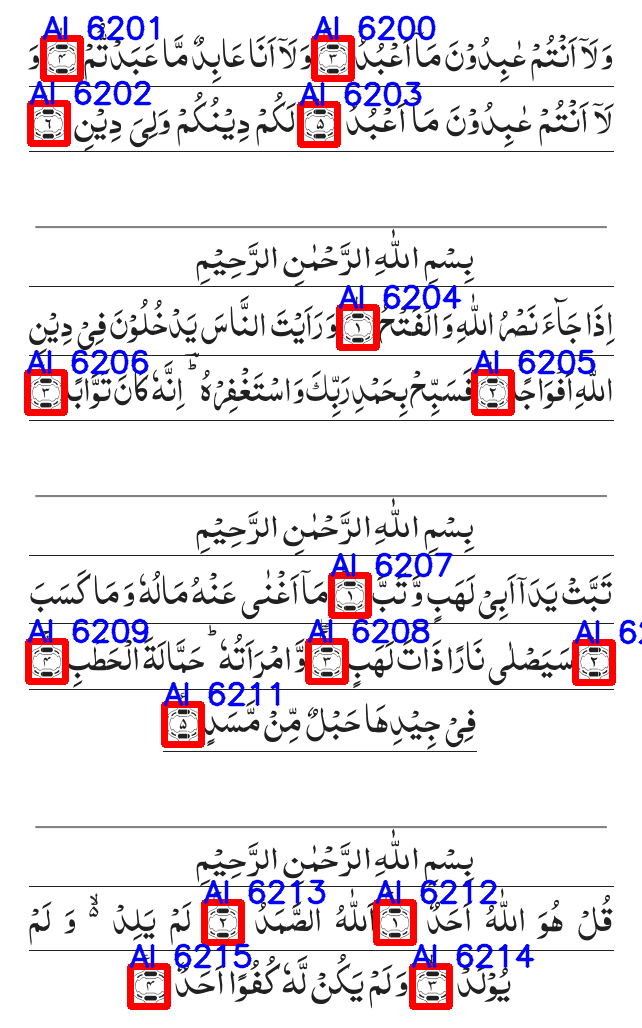 AI 6201 AI 6200
وَلَآ اَنْتُمْ عٰبِدُوْنَ مَآ اَعْبُدُ ۳ وَلَآ اَنَا عَابِدٌ مَّا عَبَدْتُّمْ ۴ وَ
AI 6202 AI 6203
لَآ اَنْتُمْ عٰبِدُوْنَ مَآ اَعْبُدُ ۵ لَكُمْ دِيْنُكُمْ وَلِيَ دِيْنِ ۶
بِسْمِ اللّٰهِ الرَّحْمٰنِ الرَّحِيْمِ
AI 6204
اِذَا جَآءَ نَصْرُ اللّٰهِ وَ الْفَتْحُ ۱ وَ رَاَيْتَ النَّاسَ يَدْخُلُوْنَ فِيْ دِيْنِ
AI 6206 AI 6205
اللّٰهِ اَفْوَاجًا ۲ فَسَبِّحْ بِحَمْدِ رَبِّكَ وَ اسْتَغْفِرْهُ ؕ اِنَّهٗ كَانَ تَوَّابًا ۳
بِسْمِ اللّٰهِ الرَّحْمٰنِ الرَّحِيْمِ
AI 6207
تَبَّتْ يَدَآ اَبِيْ لَهَبٍ وَّ تَبَّ ۱ مَآ اَغْنٰى عَنْهُ مَالُهٗ وَ مَا كَسَبَ
AI 6209 AI 6208 AI
۲ سَيَصْلٰى نَارًا ذَاتَ لَهَبٍ ۳ وَّ امْرَاَتُهٗ ؕ حَمَّالَةَ الْحَطَبِ ۴
AI 6211
فِيْ جِيْدِهَا حَبْلٌ مِّنْ مَّسَدٍ ۵
بِسْمِ اللّٰهِ الرَّحْمٰنِ الرَّحِيْمِ
AI 6213 AI 6212
قُلْ هُوَ اللّٰهُ اَحَدٌ ۱ اَللّٰهُ الصَّمَدُ ۲ لَمْ يَلِدْ ۙ۬ وَ لَمْ
AI 6215 AI 6214
يُوْلَدْ ۳ وَ لَمْ يَكُنْ لَّهٗ كُفُوًا اَحَدٌ ۴